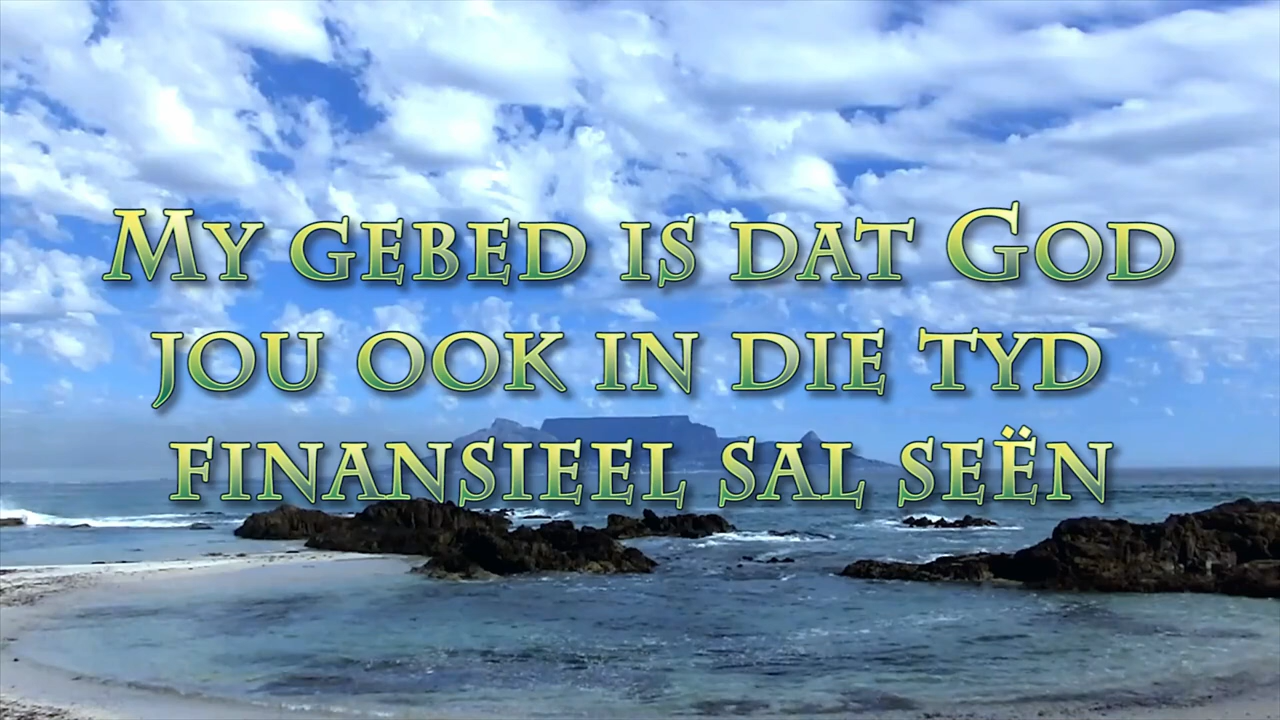 My gebed is dat God
jou ook in die tyd
finansieel sal seën